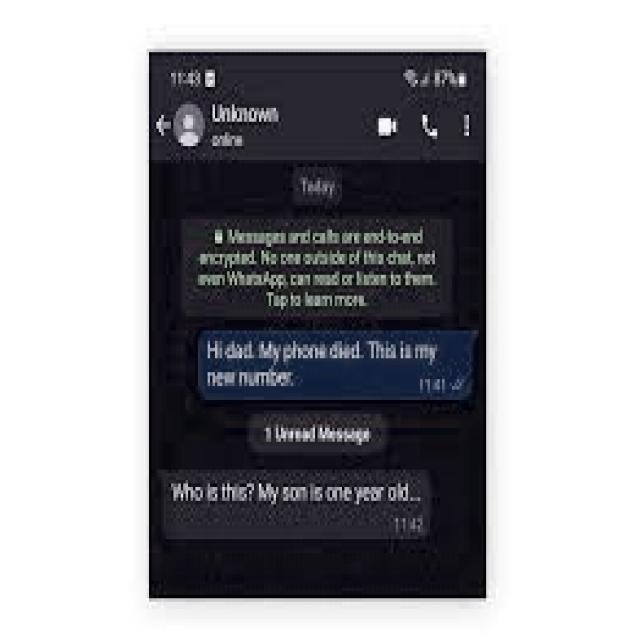 11:43
87%
Unknown
online
Today
Messages and calls are end-to-end
encrypted. No one outside of this chat, not
even WhatsApp, can read or listen to them.
Tap to learn more.
Hi dad. My phone died. This is my
new number.
11:41
1 Unread Message
Who is this? My son is one year old...
11:42